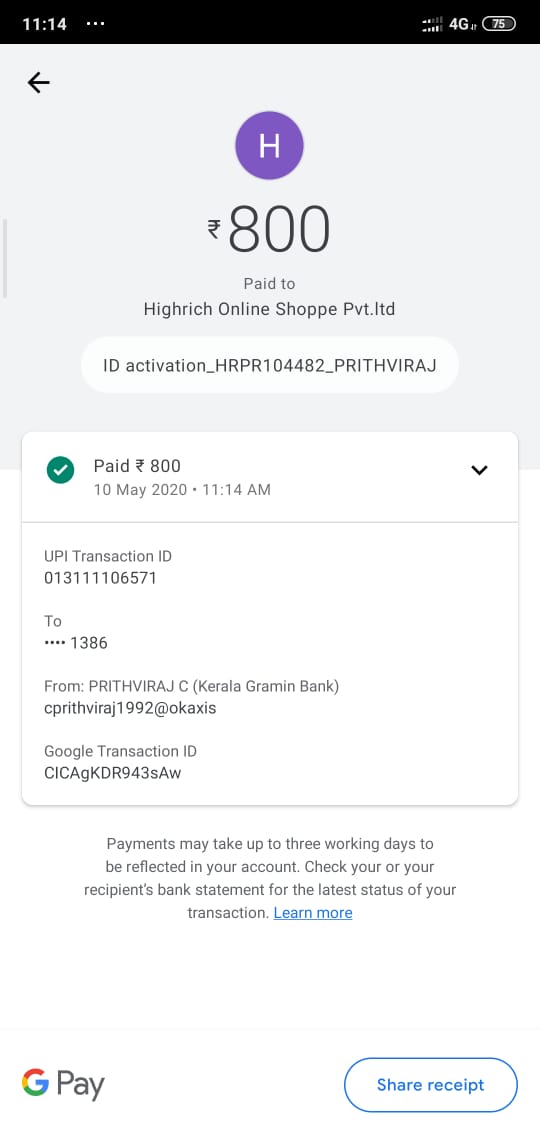 11:14 ...
4G 75
H
₹800
Paid to
Highrich Online Shoppe Pvt.ltd
ID activation_HRPR104482_PRITHVIRAJ
Paid ₹ 800
10 May 2020 • 11:14 AM
UPI Transaction ID
013111106571
To
•••• 1386
From: PRITHVIRAJ C (Kerala Gramin Bank)
cprithviraj1992@okaxis
Google Transaction ID
CICAgKDR943sAw
Payments may take up to three working days to
be reflected in your account. Check your or your
recipient's bank statement for the latest status of your
transaction. Learn more
G Pay
Share receipt